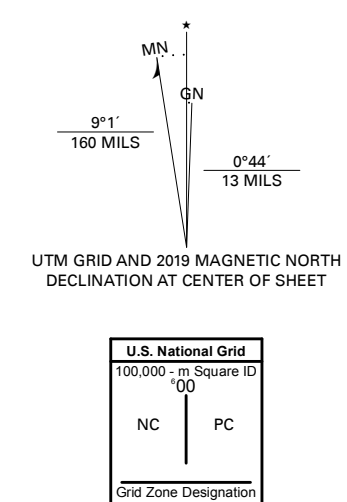 ★
MN
GN
9°1´
160 MILS
0°44´
13 MILS
UTM GRID AND 2019 MAGNETIC NORTH
DECLINATION AT CENTER OF SHEET
U.S. National Grid
100,000 - m Square ID
⁶00
NC PC
Grid Zone Designation